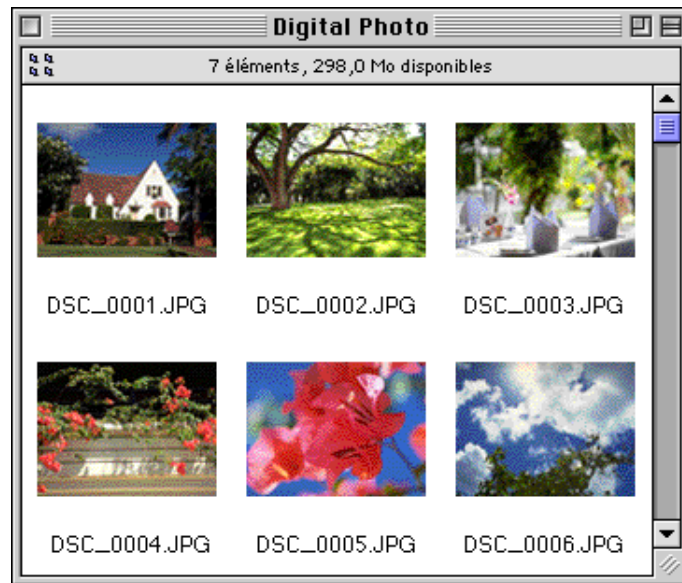 Digital Photo
7 éléments, 298,0 Mo disponibles
DSC_0001.JPG DSC_0002.JPG DSC_0003.JPG
DSC_0004.JPG DSC_0005.JPG DSC_0006.JPG